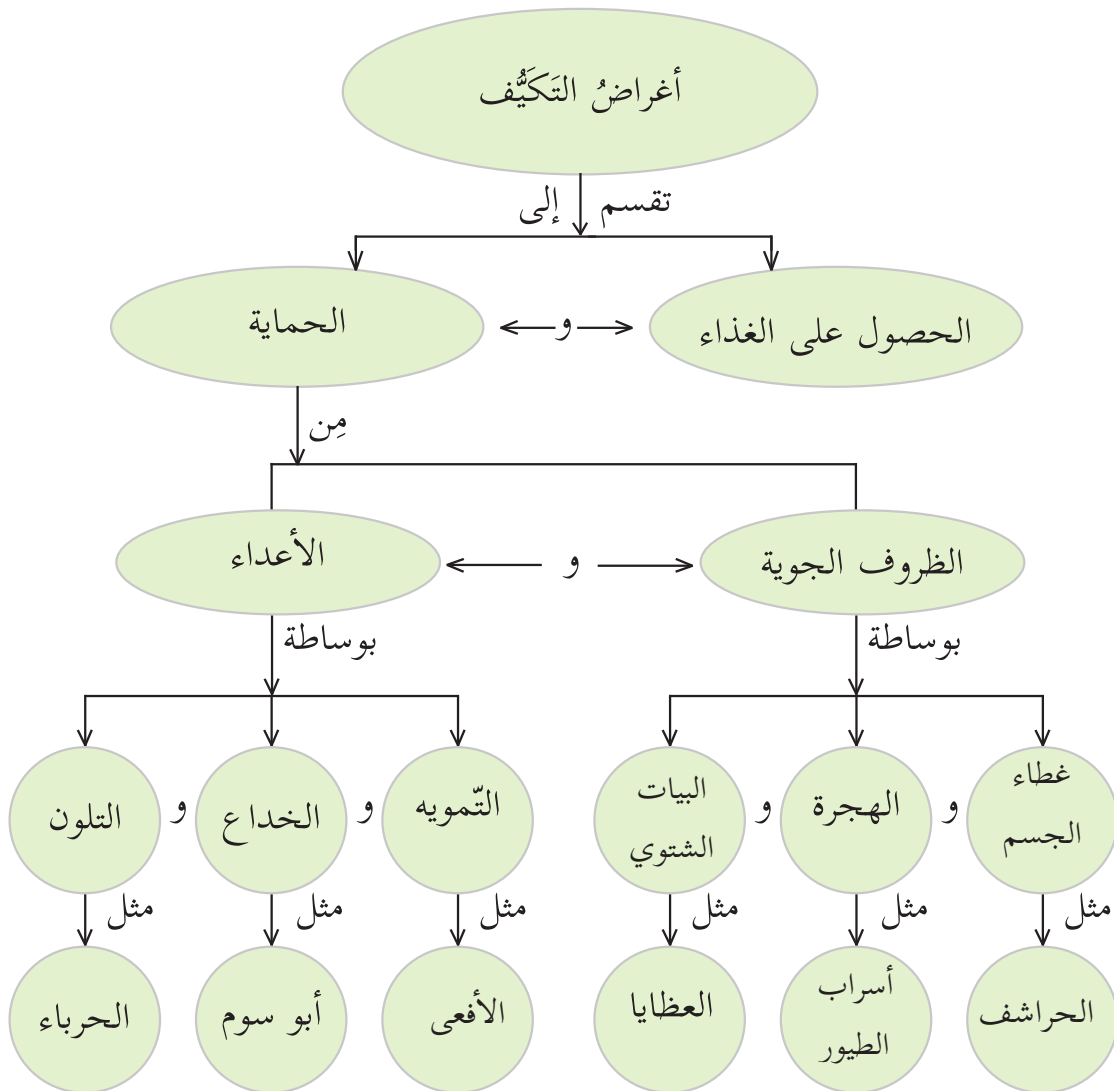 أغراضُ التَكَيُّف
تقسم إلى
الحصول على الغذاء و الحماية
مِن
الظروف الجوية و الأعداء
بوساطة بوساطة
غطاء
الجسم و الهجرة و البيات
الشتوي
التّمويه و الخداع و التلون
مثل مثل مثل مثل مثل مثل
الحراشف
أسراب
الطيور
العظايا
الأفعى
أبو سوم
الحرباء